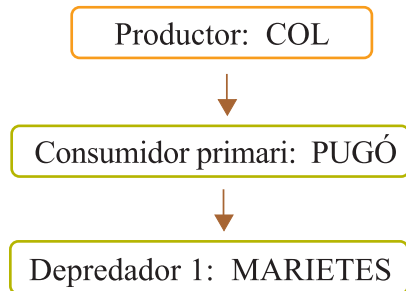 Productor: COL
Consumidor primari: PUGÓ
Depredador 1: MARIETES